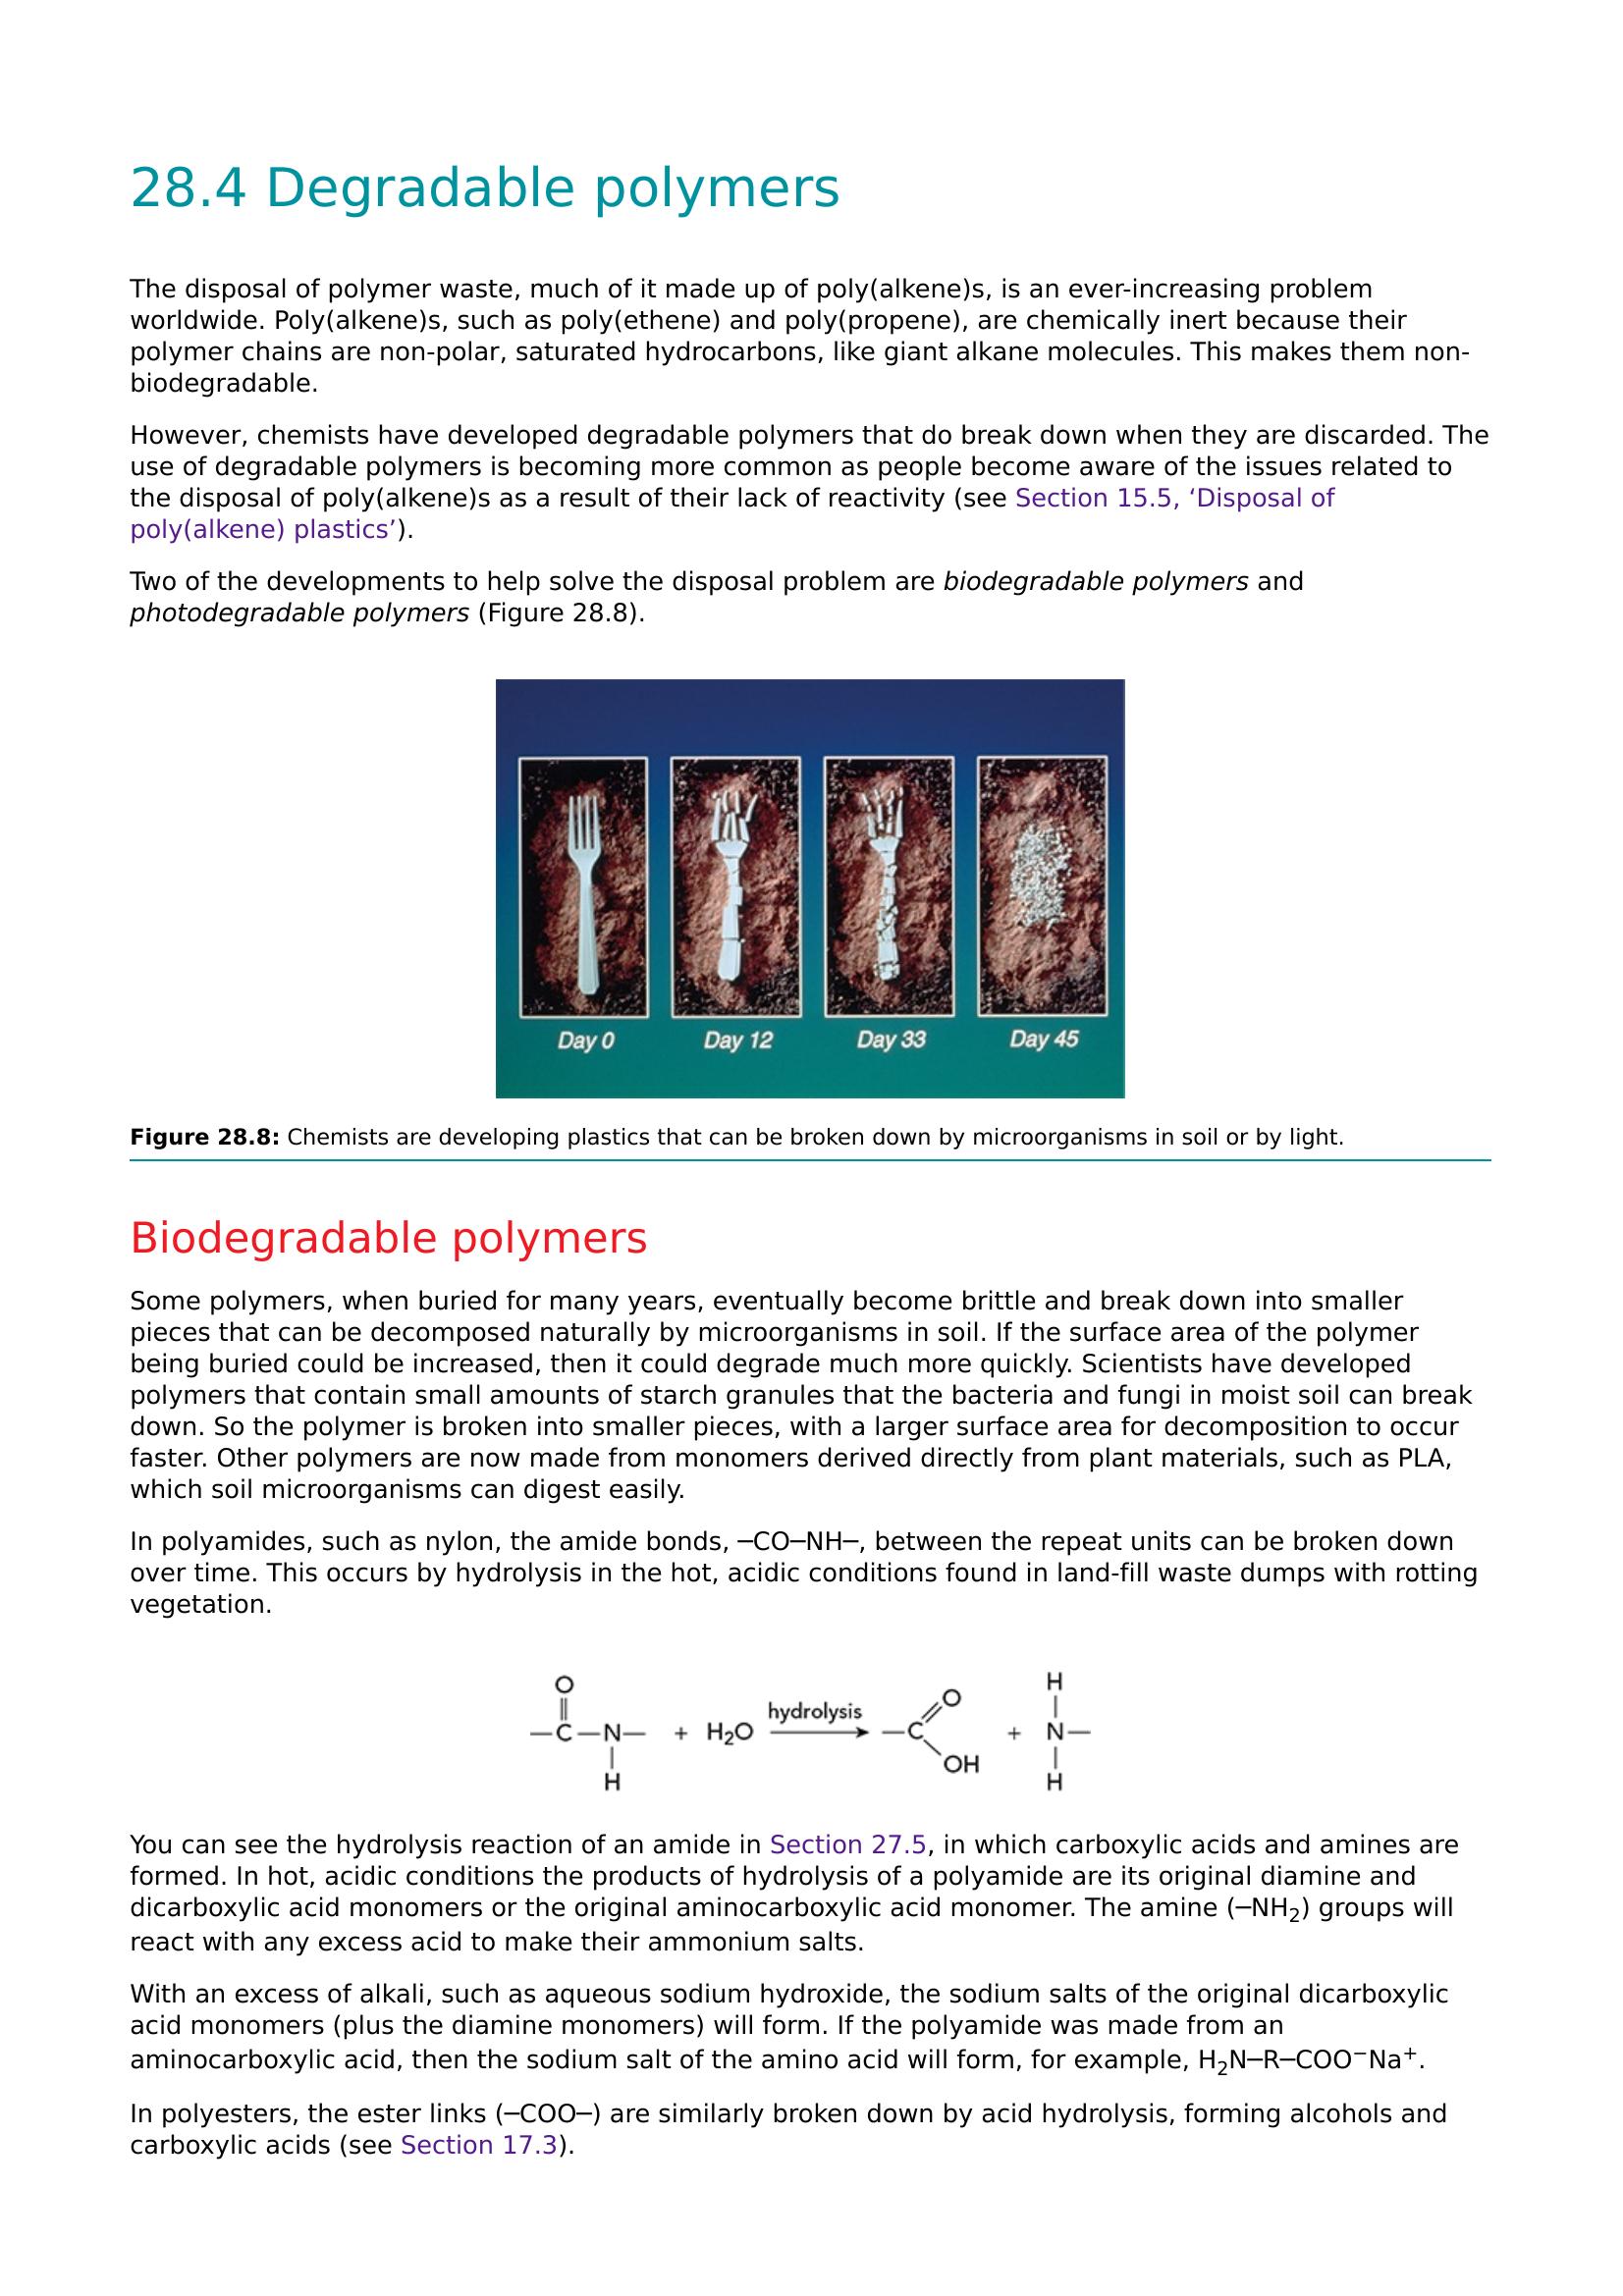 28.4 Degradable polymers
The disposal of polymer waste, much of it made up of poly(alkene)s, is an ever-increasing problem
worldwide. Poly(alkene)s, such as poly(ethene) and poly(propene), are chemically inert because their
polymer chains are non-polar, saturated hydrocarbons, like giant alkane molecules. This makes them non-
biodegradable.
However, chemists have developed degradable polymers that do break down when they are discarded. The
use of degradable polymers is becoming more common as people become aware of the issues related to
the disposal of poly(alkene)s as a result of their lack of reactivity (see Section 15.5, ‘Disposal of
poly(alkene) plastics’).
Two of the developments to help solve the disposal problem are biodegradable polymers and
photodegradable polymers (Figure 28.8).
Day 0 Day 12 Day 33 Day 45
Figure 28.8: Chemists are developing plastics that can be broken down by microorganisms in soil or by light.
Biodegradable polymers
Some polymers, when buried for many years, eventually become brittle and break down into smaller
pieces that can be decomposed naturally by microorganisms in soil. If the surface area of the polymer
being buried could be increased, then it could degrade much more quickly. Scientists have developed
polymers that contain small amounts of starch granules that the bacteria and fungi in moist soil can break
down. So the polymer is broken into smaller pieces, with a larger surface area for decomposition to occur
faster. Other polymers are now made from monomers derived directly from plant materials, such as PLA,
which soil microorganisms can digest easily.
In polyamides, such as nylon, the amide bonds, –CO–NH–, between the repeat units can be broken down
over time. This occurs by hydrolysis in the hot, acidic conditions found in land-fill waste dumps with rotting
vegetation.
O O H
—C—N— + H₂O hydrolysis —C + N—
H OH H
You can see the hydrolysis reaction of an amide in Section 27.5, in which carboxylic acids and amines are
formed. In hot, acidic conditions the products of hydrolysis of a polyamide are its original diamine and
dicarboxylic acid monomers or the original aminocarboxylic acid monomer. The amine (–NH₂) groups will
react with any excess acid to make their ammonium salts.
With an excess of alkali, such as aqueous sodium hydroxide, the sodium salts of the original dicarboxylic
acid monomers (plus the diamine monomers) will form. If the polyamide was made from an
aminocarboxylic acid, then the sodium salt of the amino acid will form, for example, H₂N–R–COO⁻Na⁺.
In polyesters, the ester links (–COO–) are similarly broken down by acid hydrolysis, forming alcohols and
carboxylic acids (see Section 17.3).